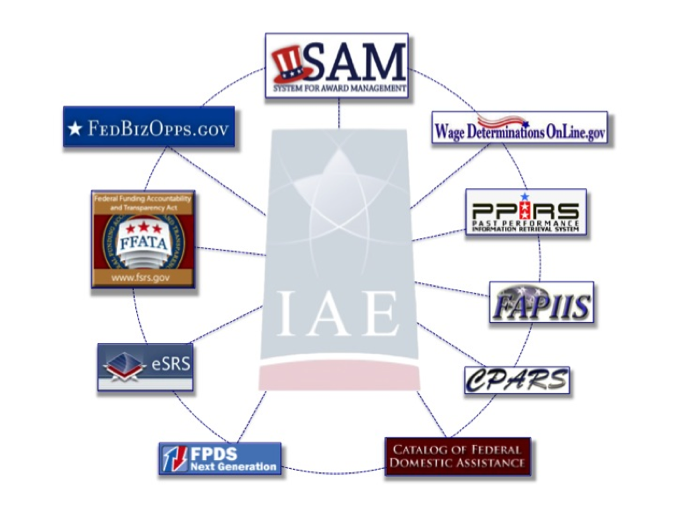 SAM
SYSTEM FOR AWARD MANAGEMENT
FEDBIZOPPS.GOV
Wage Determinations OnLine.gov
Federal Funding Accountability
and Transparency Act
FFATA
www.fsrs.gov
PPIRS
PAST PERFORMANCE
INFORMATION RETRIEVAL SYSTEM
IAE
FAPIIS
eSRS
CPARS
FPDS
Next Generation
CATALOG OF FEDERAL
DOMESTIC ASSISTANCE